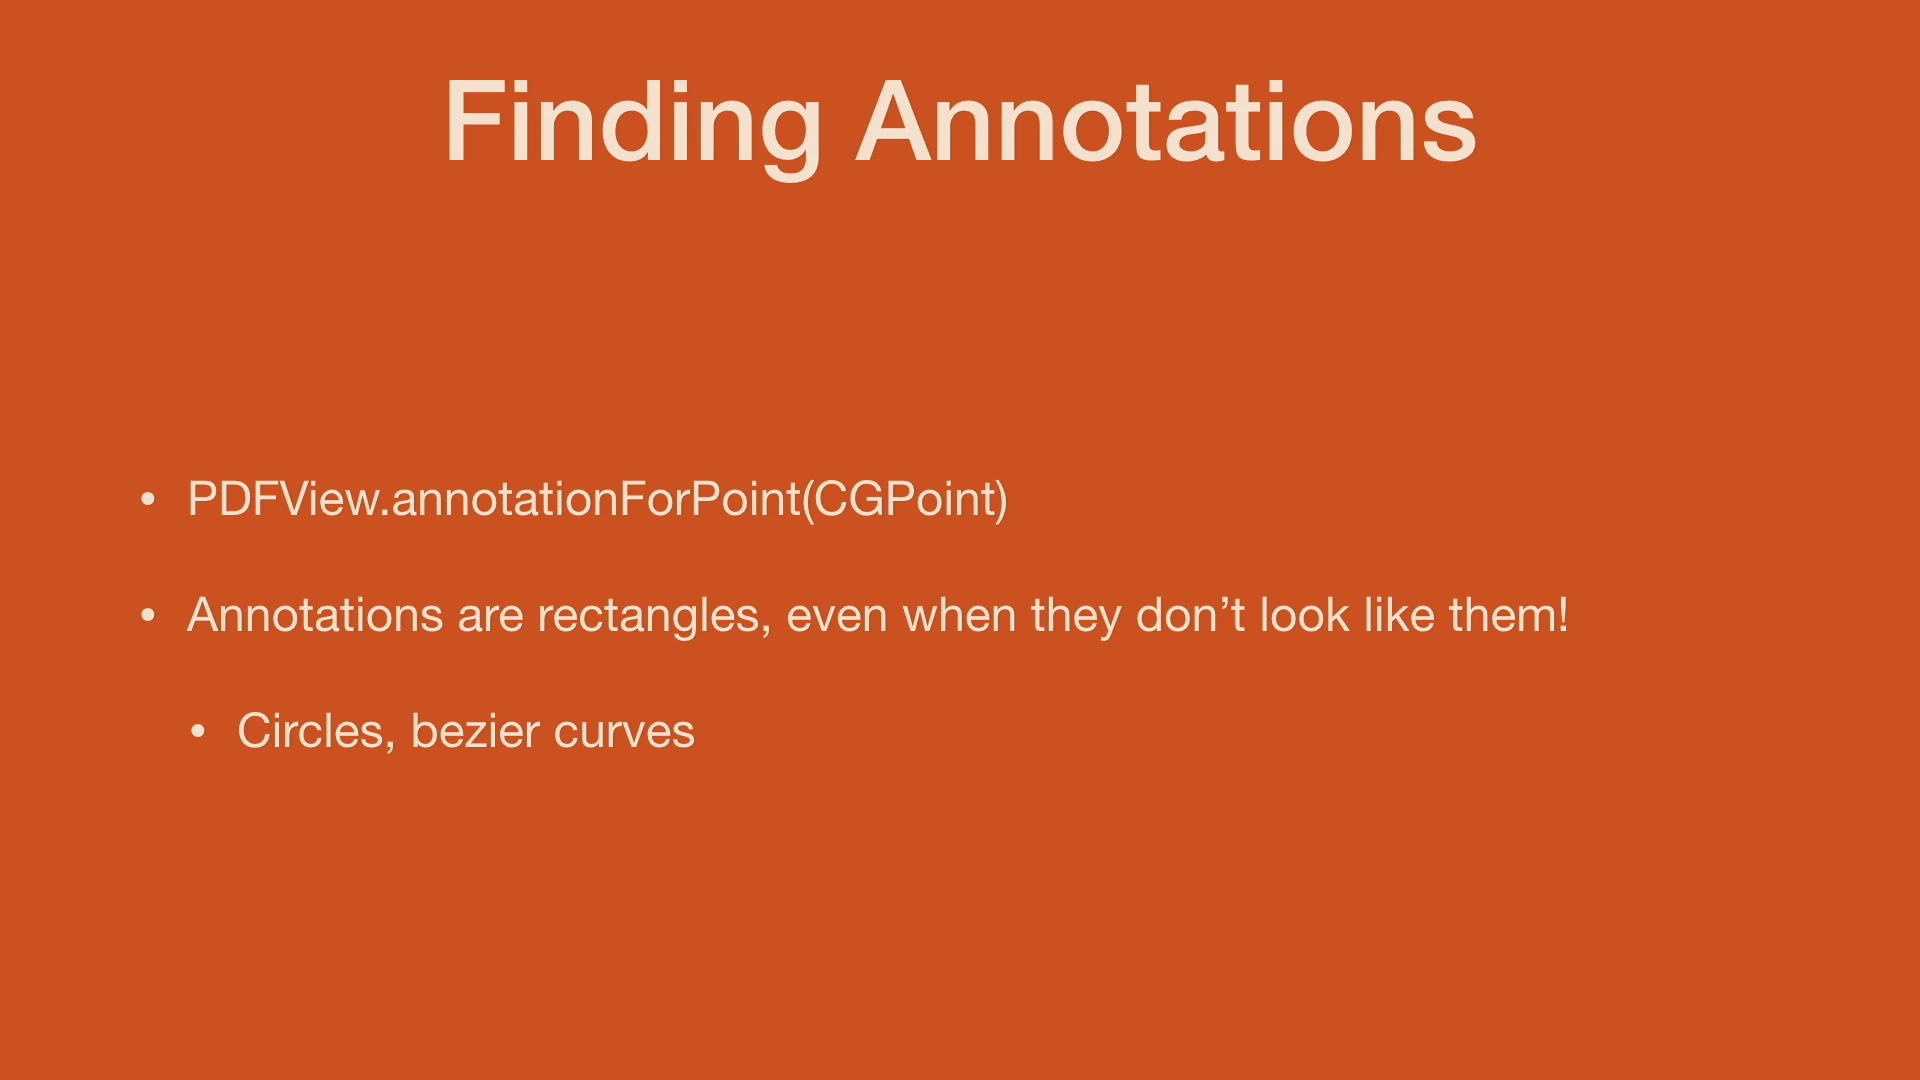 Finding Annotations
• PDFView.annotationForPoint(CGPoint)
• Annotations are rectangles, even when they don’t look like them!
• Circles, bezier curves